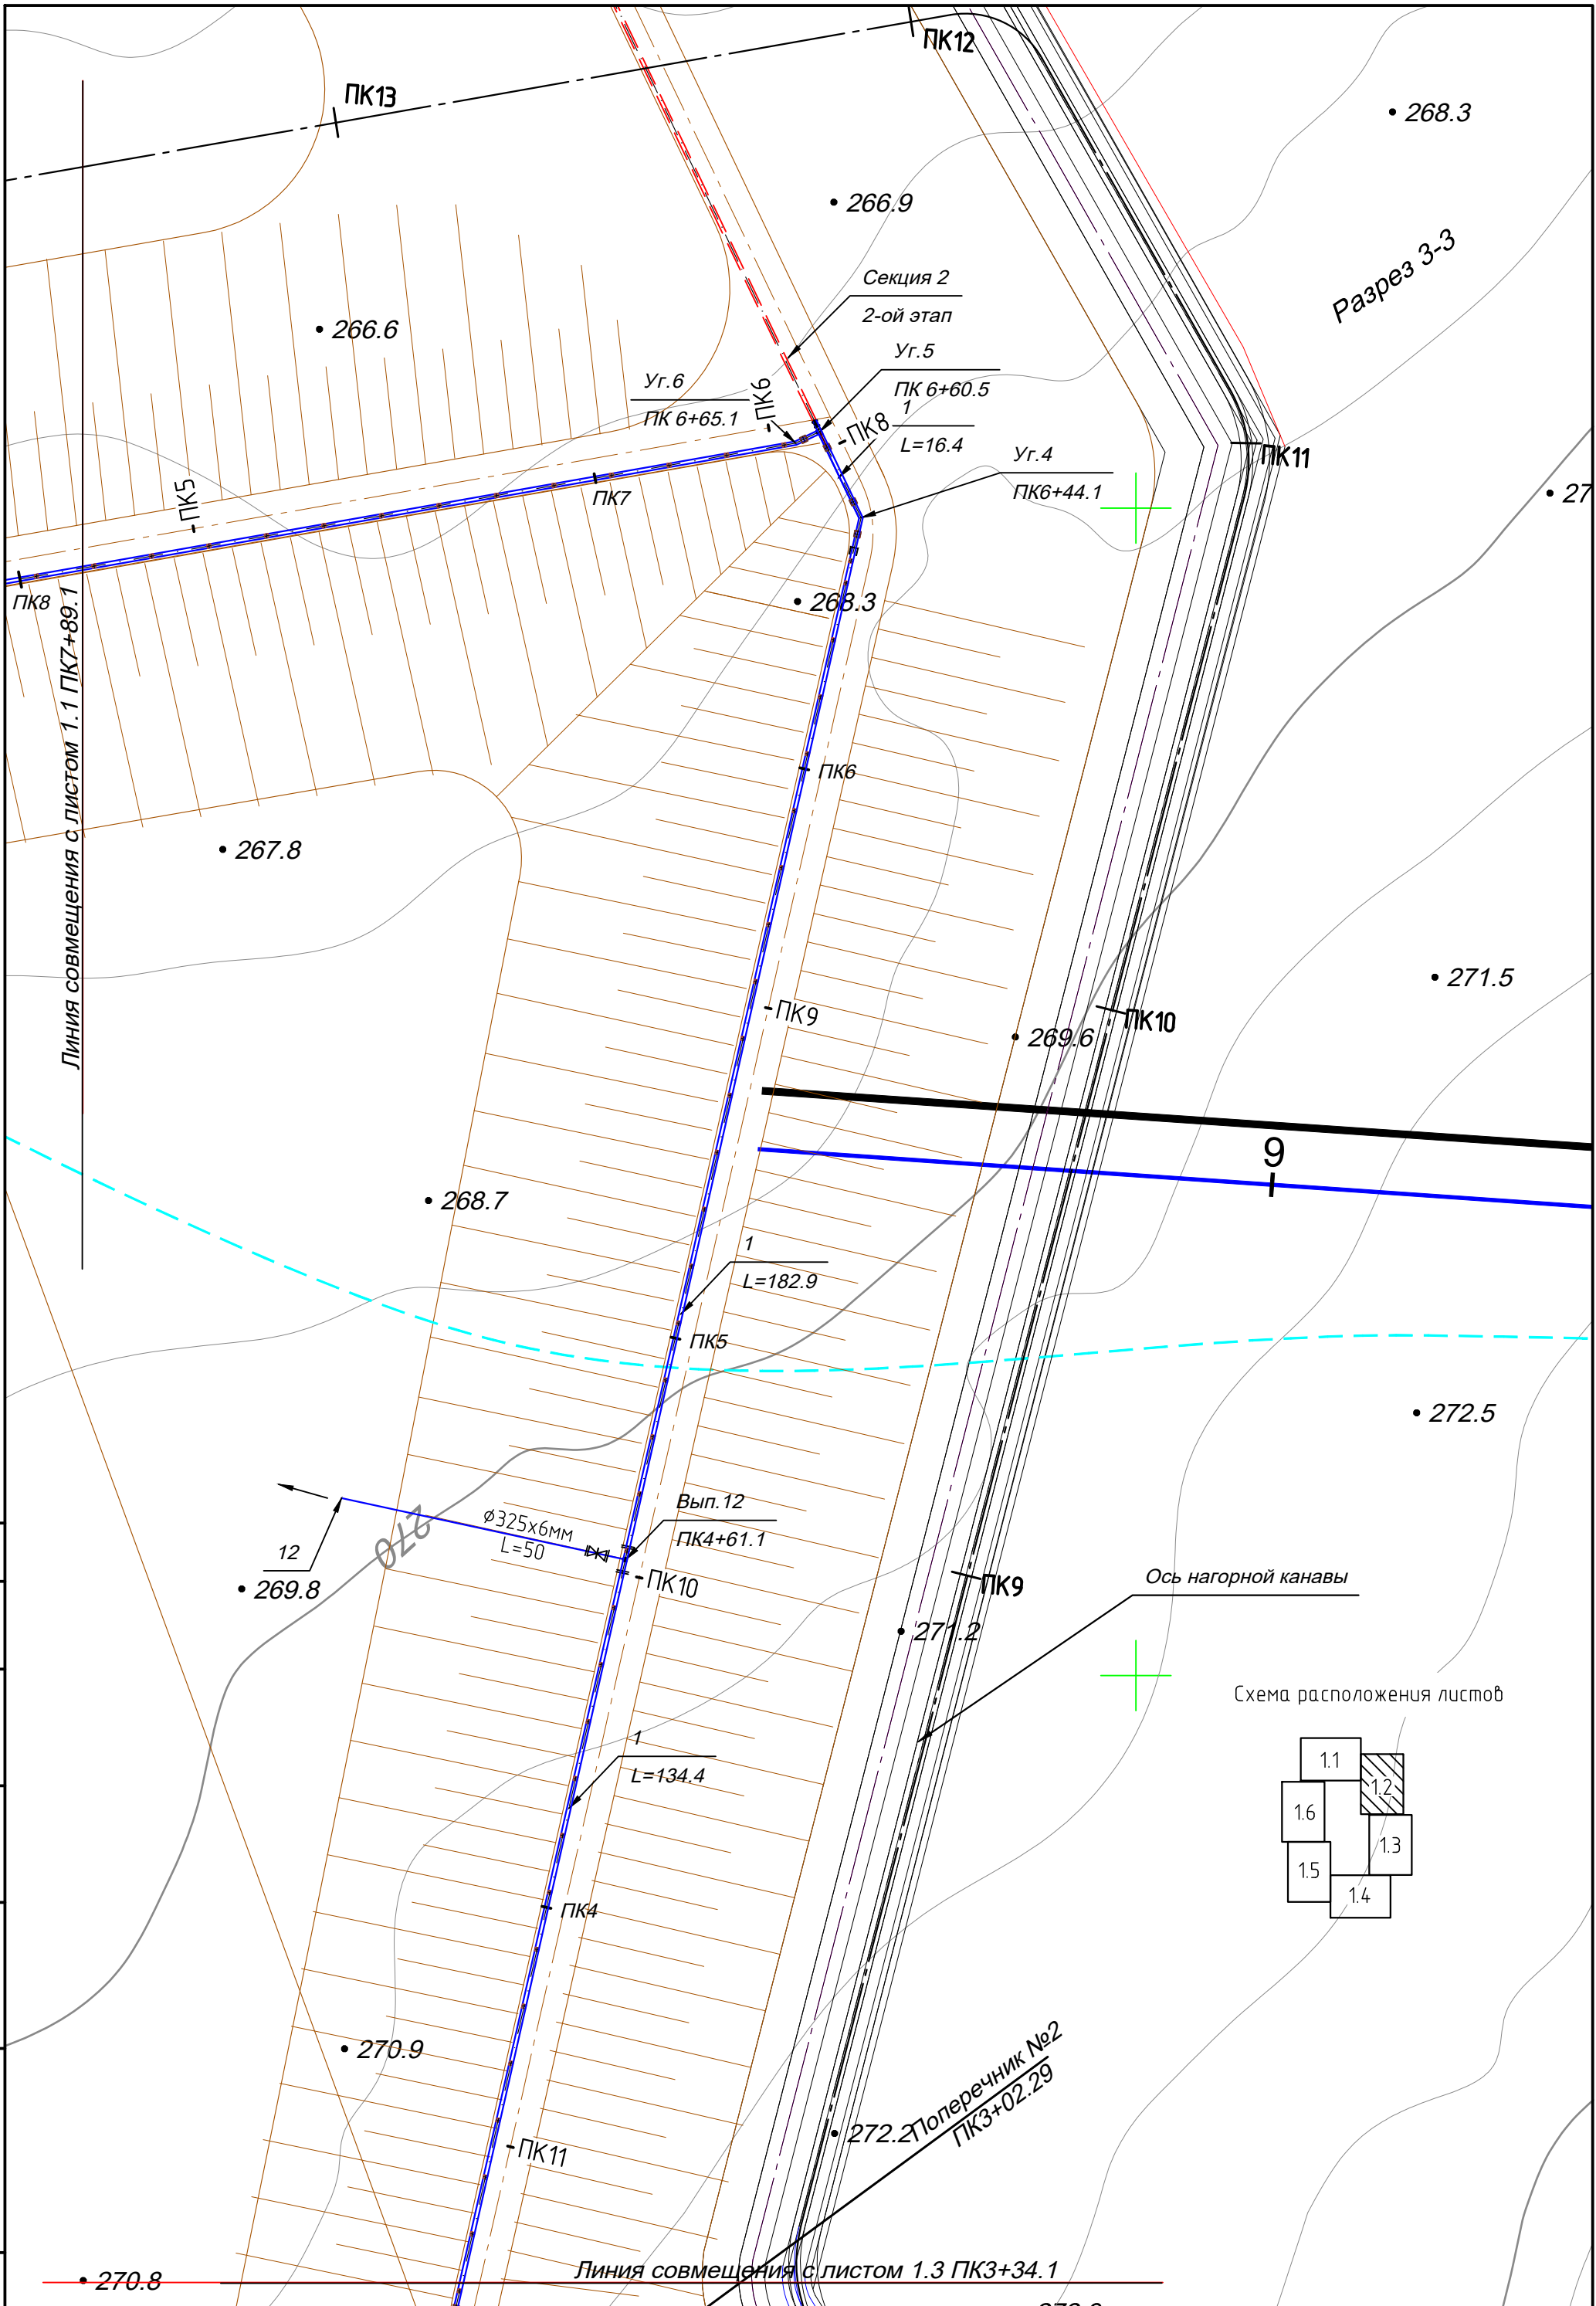 ПК12
ПК13
268.3
266.9
Разрез 3-3
Секция 2
2-ой этап
266.6
Уг.5
ПК 6+60.5
Уг.6
ПК 6+65.1
ПК6
ПК8
1
L=16.4
Уг.4
ПК6+44.1
ПК11
27
ПК5
ПК7
ПК8
268.3
Линия совмещения с листом 1.1 ПК7+89.1
ПК6
267.8
271.5
ПК9
ПК10
269.6
9
268.7
1
L=182.9
ПК5
272.5
270
Ø325х6мм
L=50
12
Вып.12
ПК4+61.1
269.8
ПК10
ПК9
Ось нагорной канавы
271.2
Схема расположения листов
1.1
1.2
1.6
1.3
1.5
1.4
1
L=134.4
ПК4
270.9
Поперечник №2
ПК3+02.29
272.2
ПК11
Линия совмещения с листом 1.3 ПК3+34.1
270.8